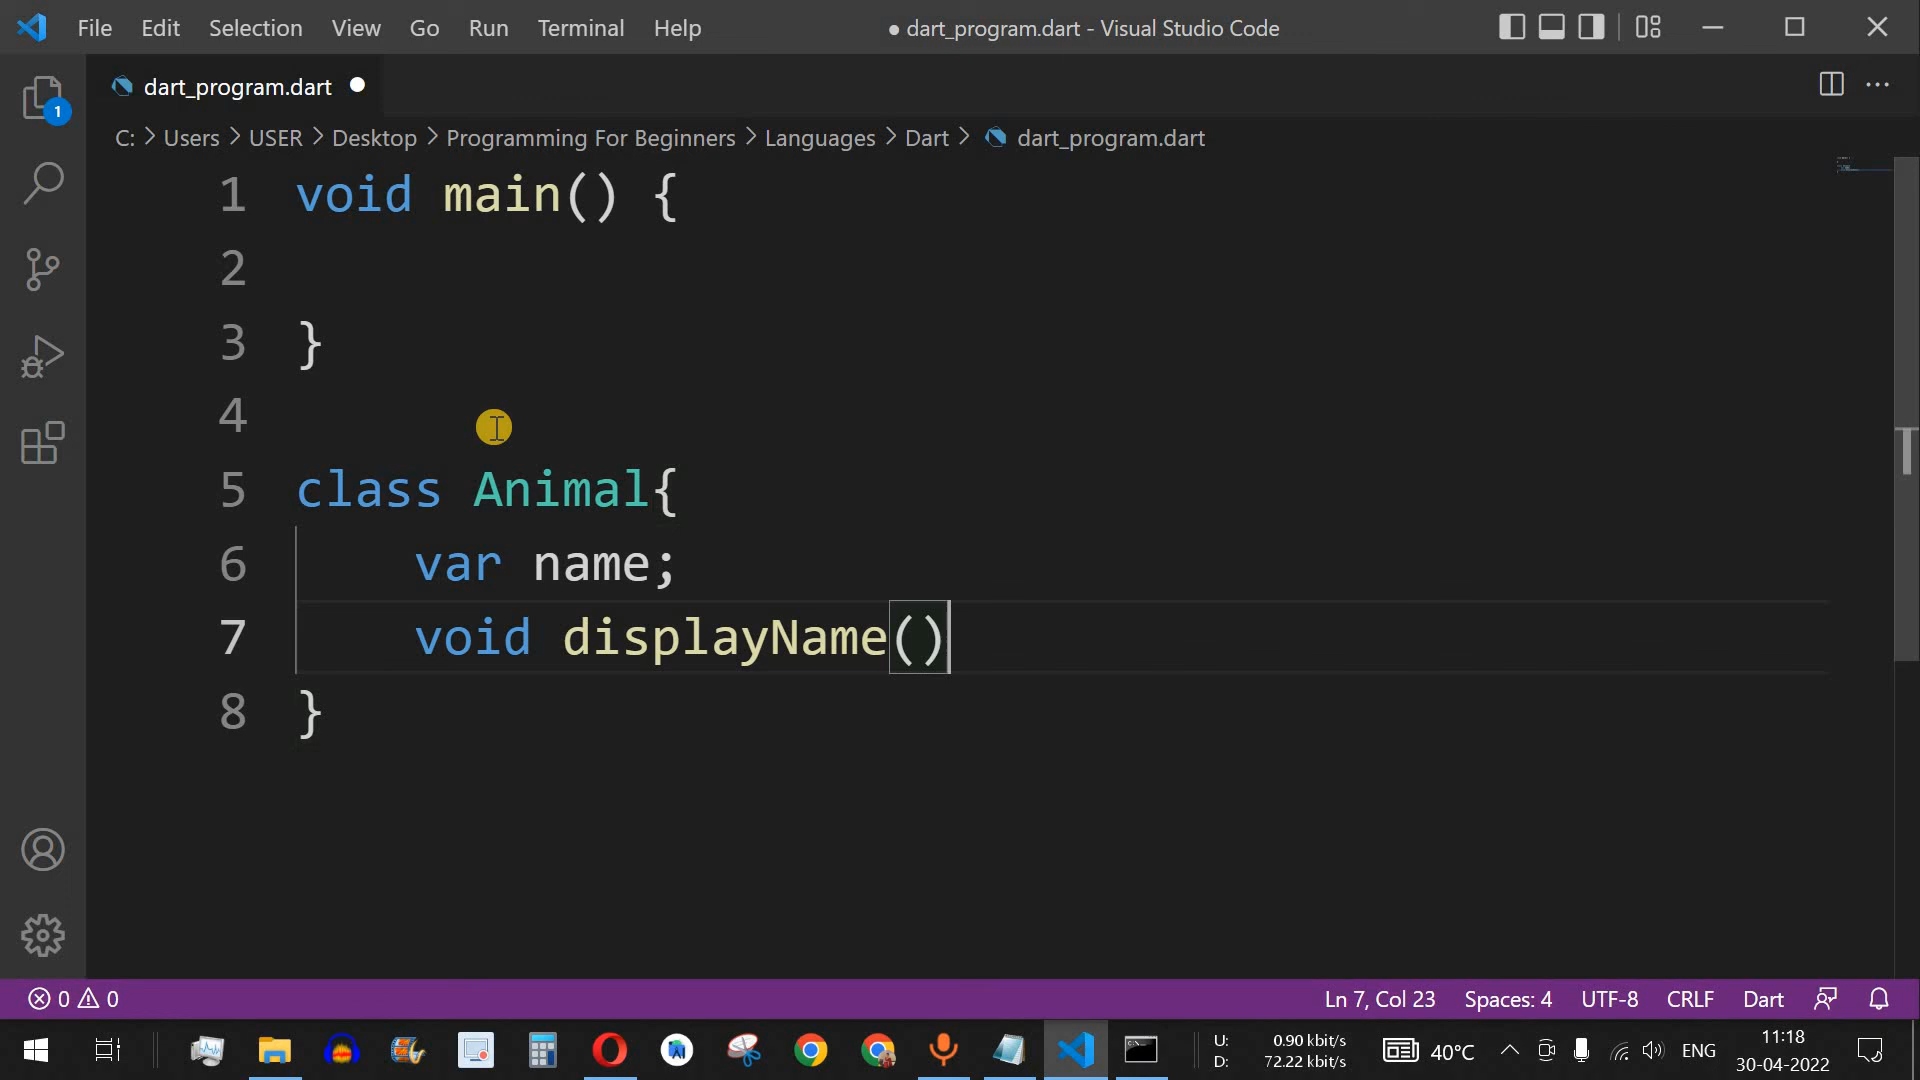 File Edit Selection View Go Run Terminal Help
● dart_program.dart - Visual Studio Code
1
dart_program.dart ●
C: > Users > USER > Desktop > Programming For Beginners > Languages > Dart > dart_program.dart
1 void main() {
2
3 }
4
5 class Animal{
6 var name;
7 void displayName()
8 }
0 0
Ln 7, Col 23 Spaces: 4 UTF-8 CRLF Dart
U: 0.90 kbit/s
D: 72.22 kbit/s
40°C
ENG
11:18
30-04-2022